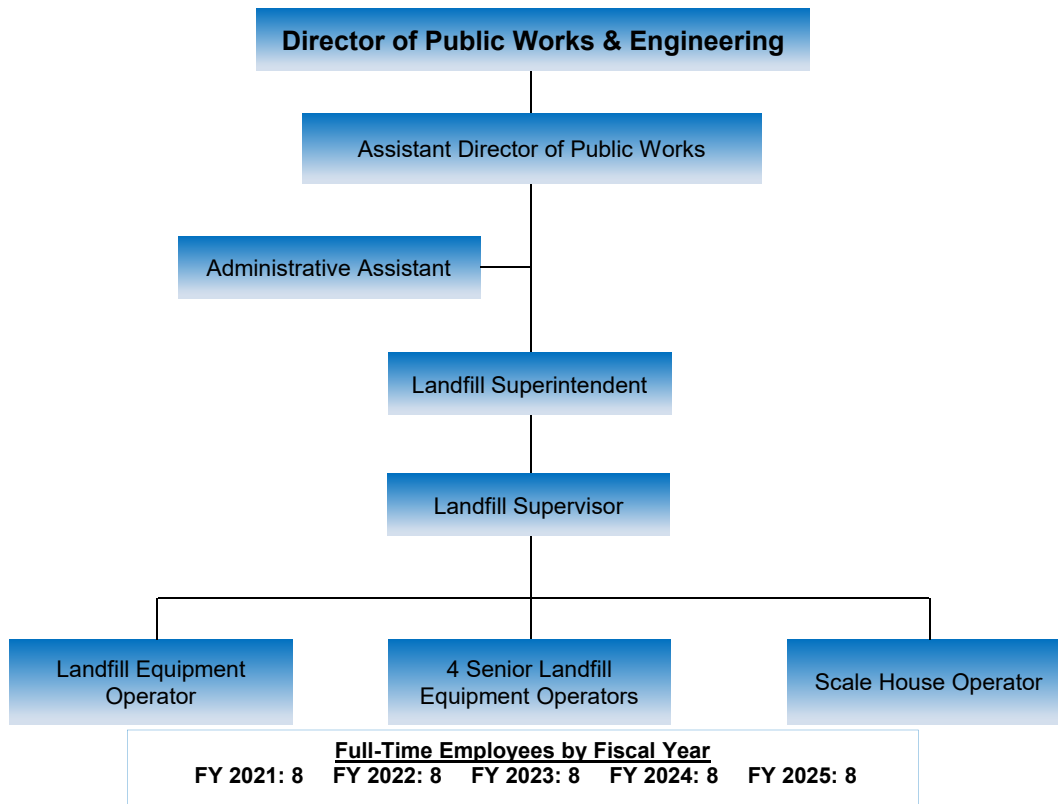 Director of Public Works & Engineering
Assistant Director of Public Works
Administrative Assistant
Landfill Superintendent
Landfill Supervisor
Landfill Equipment
Operator
4 Senior Landfill
Equipment Operators
Scale House Operator
Full-Time Employees by Fiscal Year
FY 2021: 8 FY 2022: 8 FY 2023: 8 FY 2024: 8 FY 2025: 8